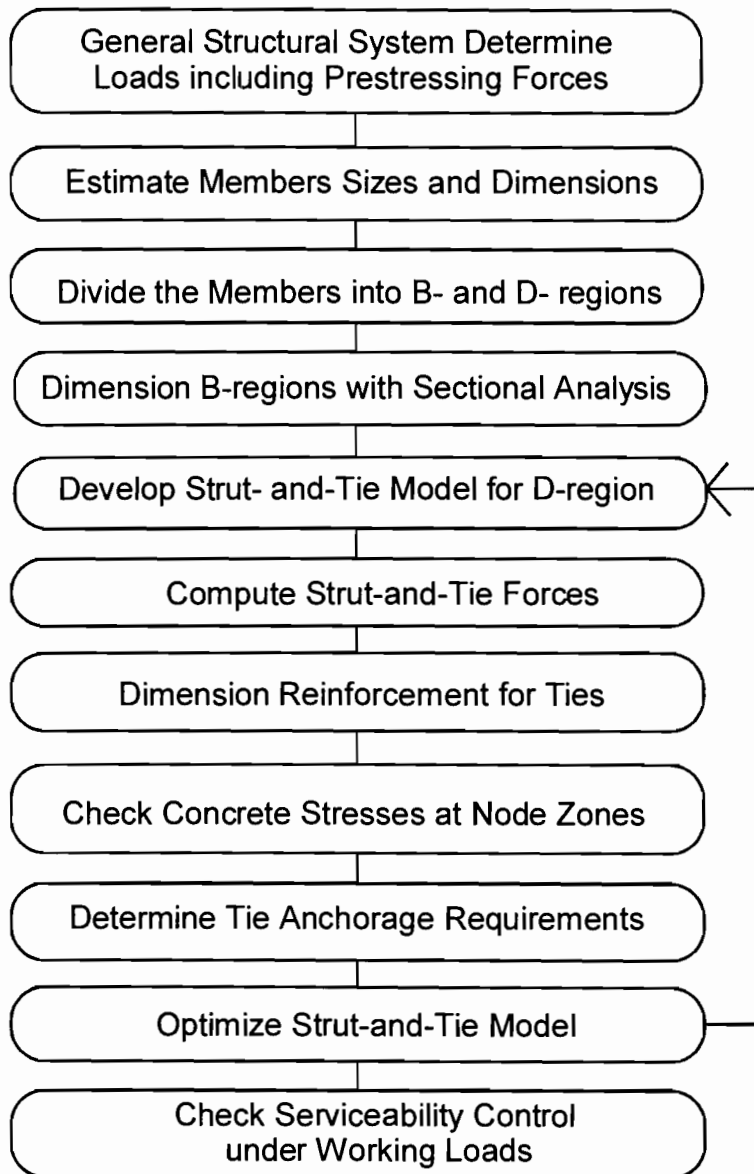 General Structural System Determine
Loads including Prestressing Forces
Estimate Members Sizes and Dimensions
Divide the Members into B- and D- regions
Dimension B-regions with Sectional Analysis
Develop Strut- and-Tie Model for D-region
Compute Strut-and-Tie Forces
Dimension Reinforcement for Ties
Check Concrete Stresses at Node Zones
Determine Tie Anchorage Requirements
Optimize Strut-and-Tie Model
Check Serviceability Control
under Working Loads